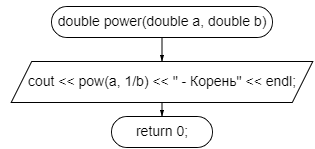 double power(double a, double b)
cout << pow(a, 1/b) << " - Корень" << endl;
return 0;